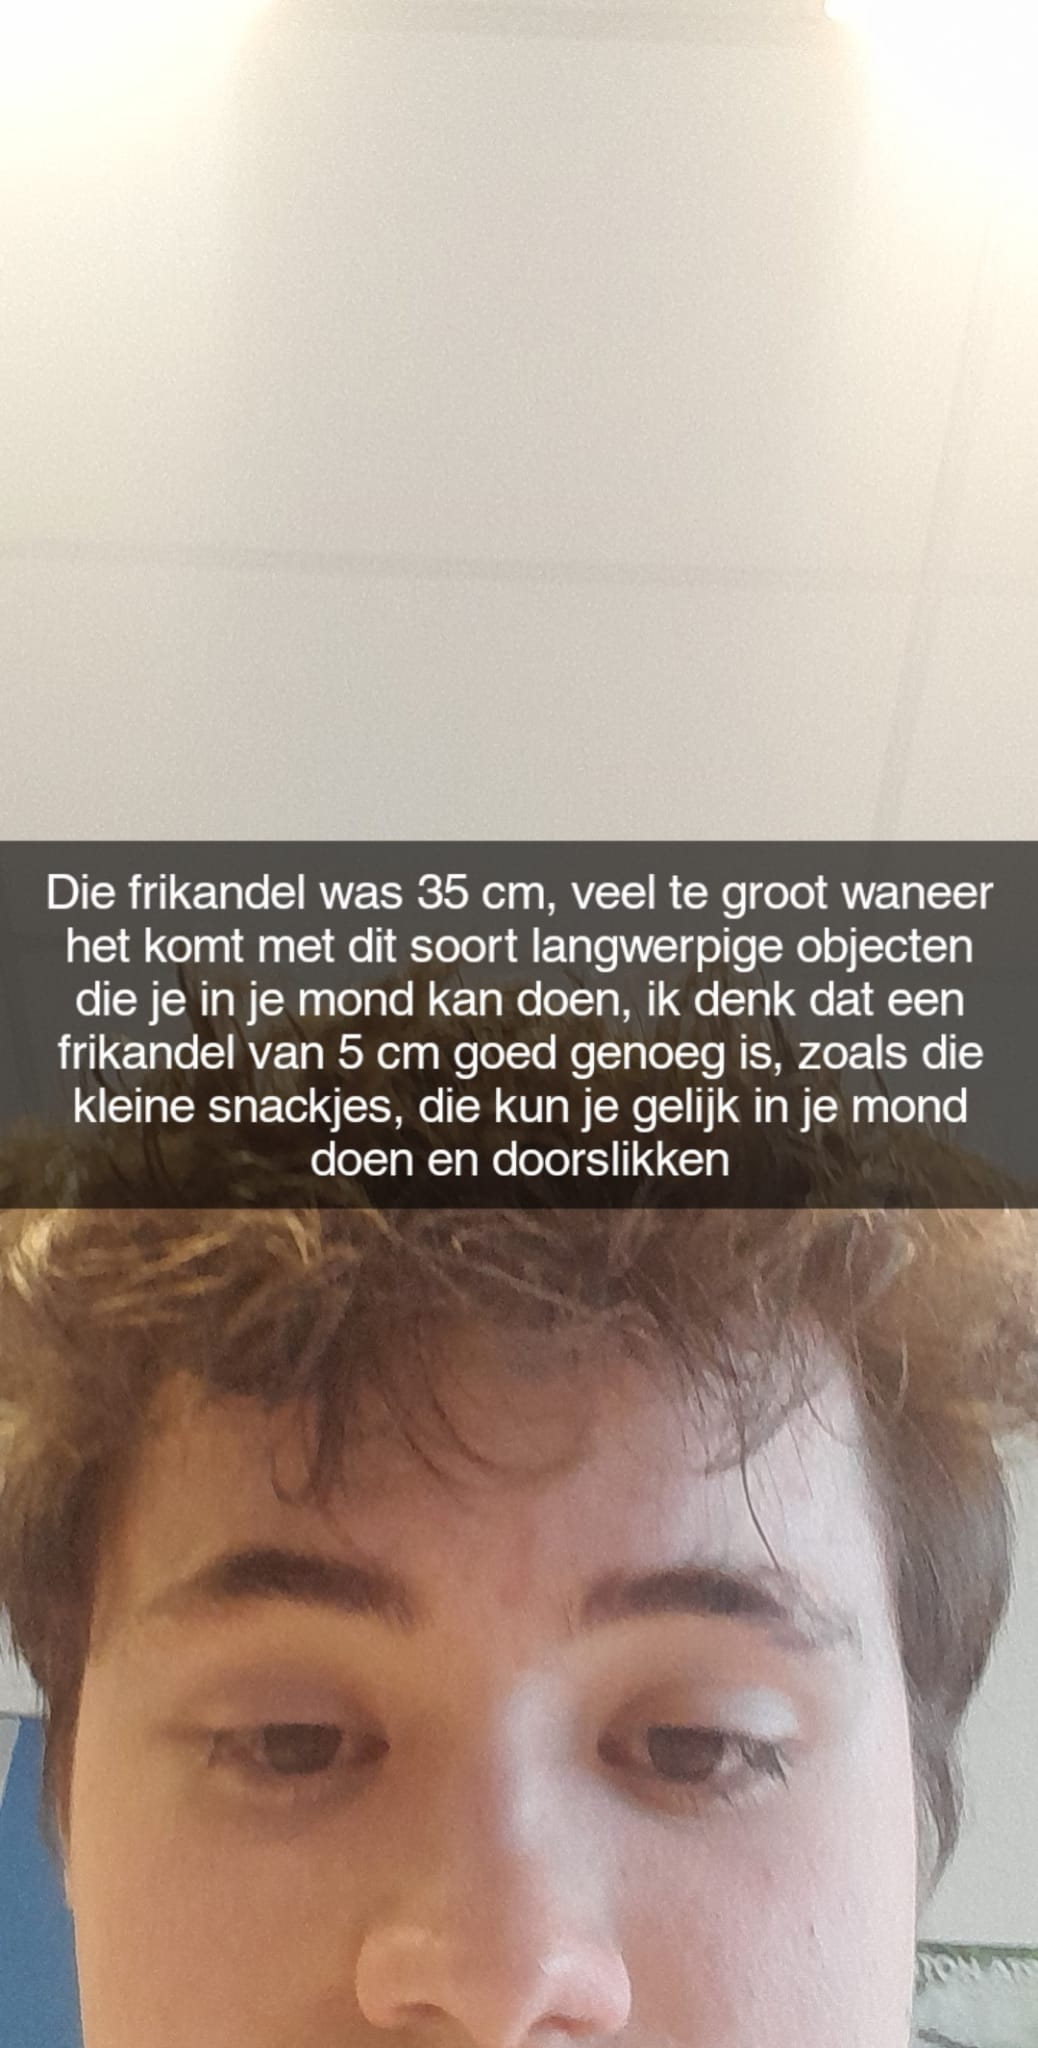 Die frikandel was 35 cm, veel te groot waneer
het komt met dit soort langwerpige objecten
die je in je mond kan doen, ik denk dat een
frikandel van 5 cm goed genoeg is, zoals die
kleine snackjes, die kun je gelijk in je mond
doen en doorslikken